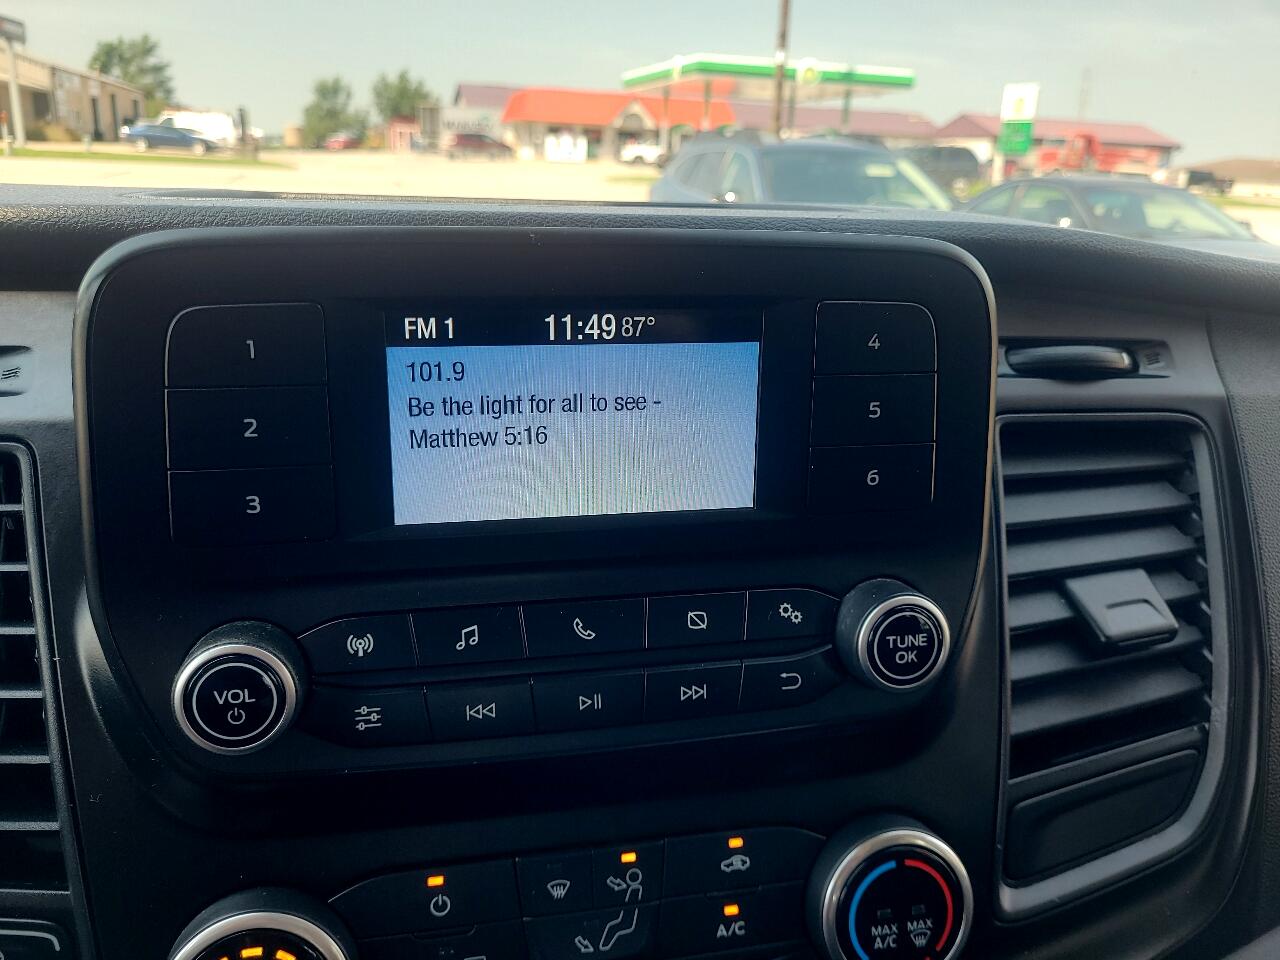 FM 1 11:49 87°
101.9
Be the light for all to see -
Matthew 5:16
1
2
3
4
5
6
VOL
TUNE
OK
A/C
MAX
A/C
MAX